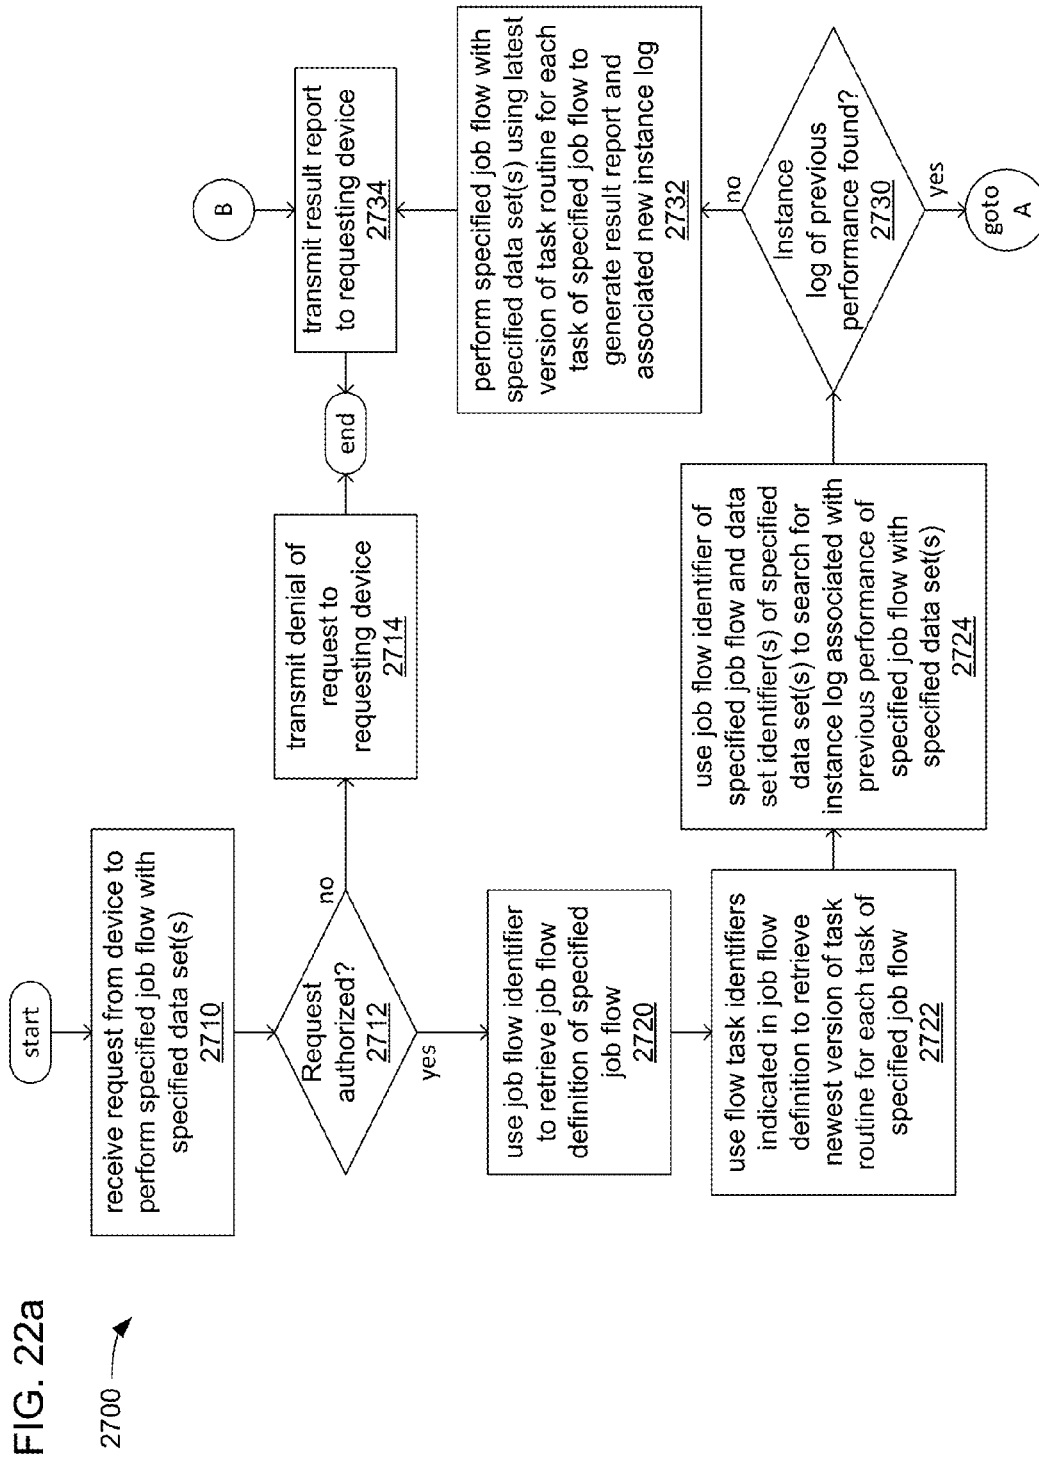 FIG. 22a
2700
start
receive request from device to
perform specified job flow with
specified data set(s)
2710
Request
authorized?
2712
no
yes
transmit denial of
request to
requesting device
2714
end
use job flow identifier
to retrieve job flow
definition of specified
job flow
2720
use flow task identifiers
indicated in job flow
definition to retrieve
newest version of task
routine for each task of
specified job flow
2722
use job flow identifier of
specified job flow and data
set identifier(s) of specified
data set(s) to search for
instance log associated with
previous performance of
specified job flow with
specified data set(s)
2724
Instance
log of previous
performance found?
2730
no
yes
goto
A
perform specified job flow with
specified data set(s) using latest
version of task routine for each
task of specified job flow to
generate result report and
associated new instance log
2732
B
transmit result report
to requesting device
2734